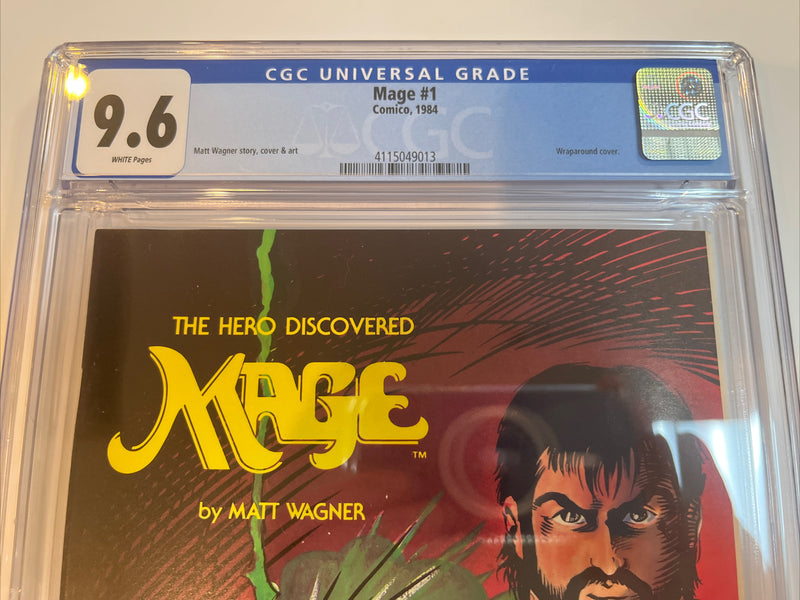 CGC UNIVERSAL GRADE
9.6
WHITE Pages
Mage #1
Comico, 1984
Matt Wagner story, cover & art
4115049013
Wraparound cover.
CGC
CGC
THE HERO DISCOVERED
MAGE
TM
by MATT WAGNER